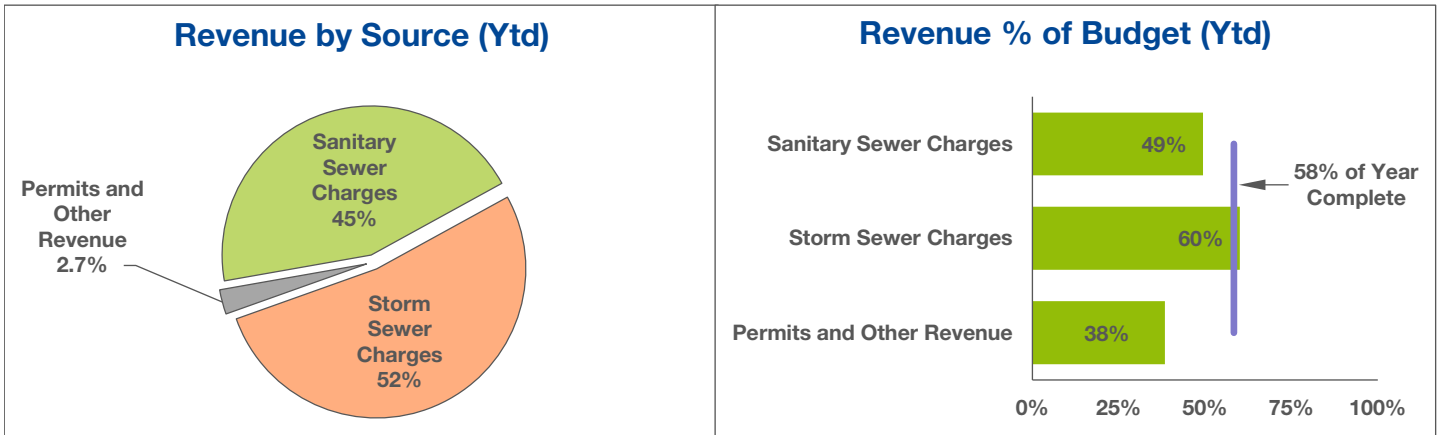 Revenue by Source (Ytd)
Sanitary
Sewer
Charges
45%
Permits and
Other
Revenue
2.7%
Storm
Sewer
Charges
52%
Revenue % of Budget (Ytd)
Sanitary Sewer Charges
49%
58% of Year
Complete
Storm Sewer Charges
60%
Permits and Other Revenue
38%
0% 25% 50% 75% 100%